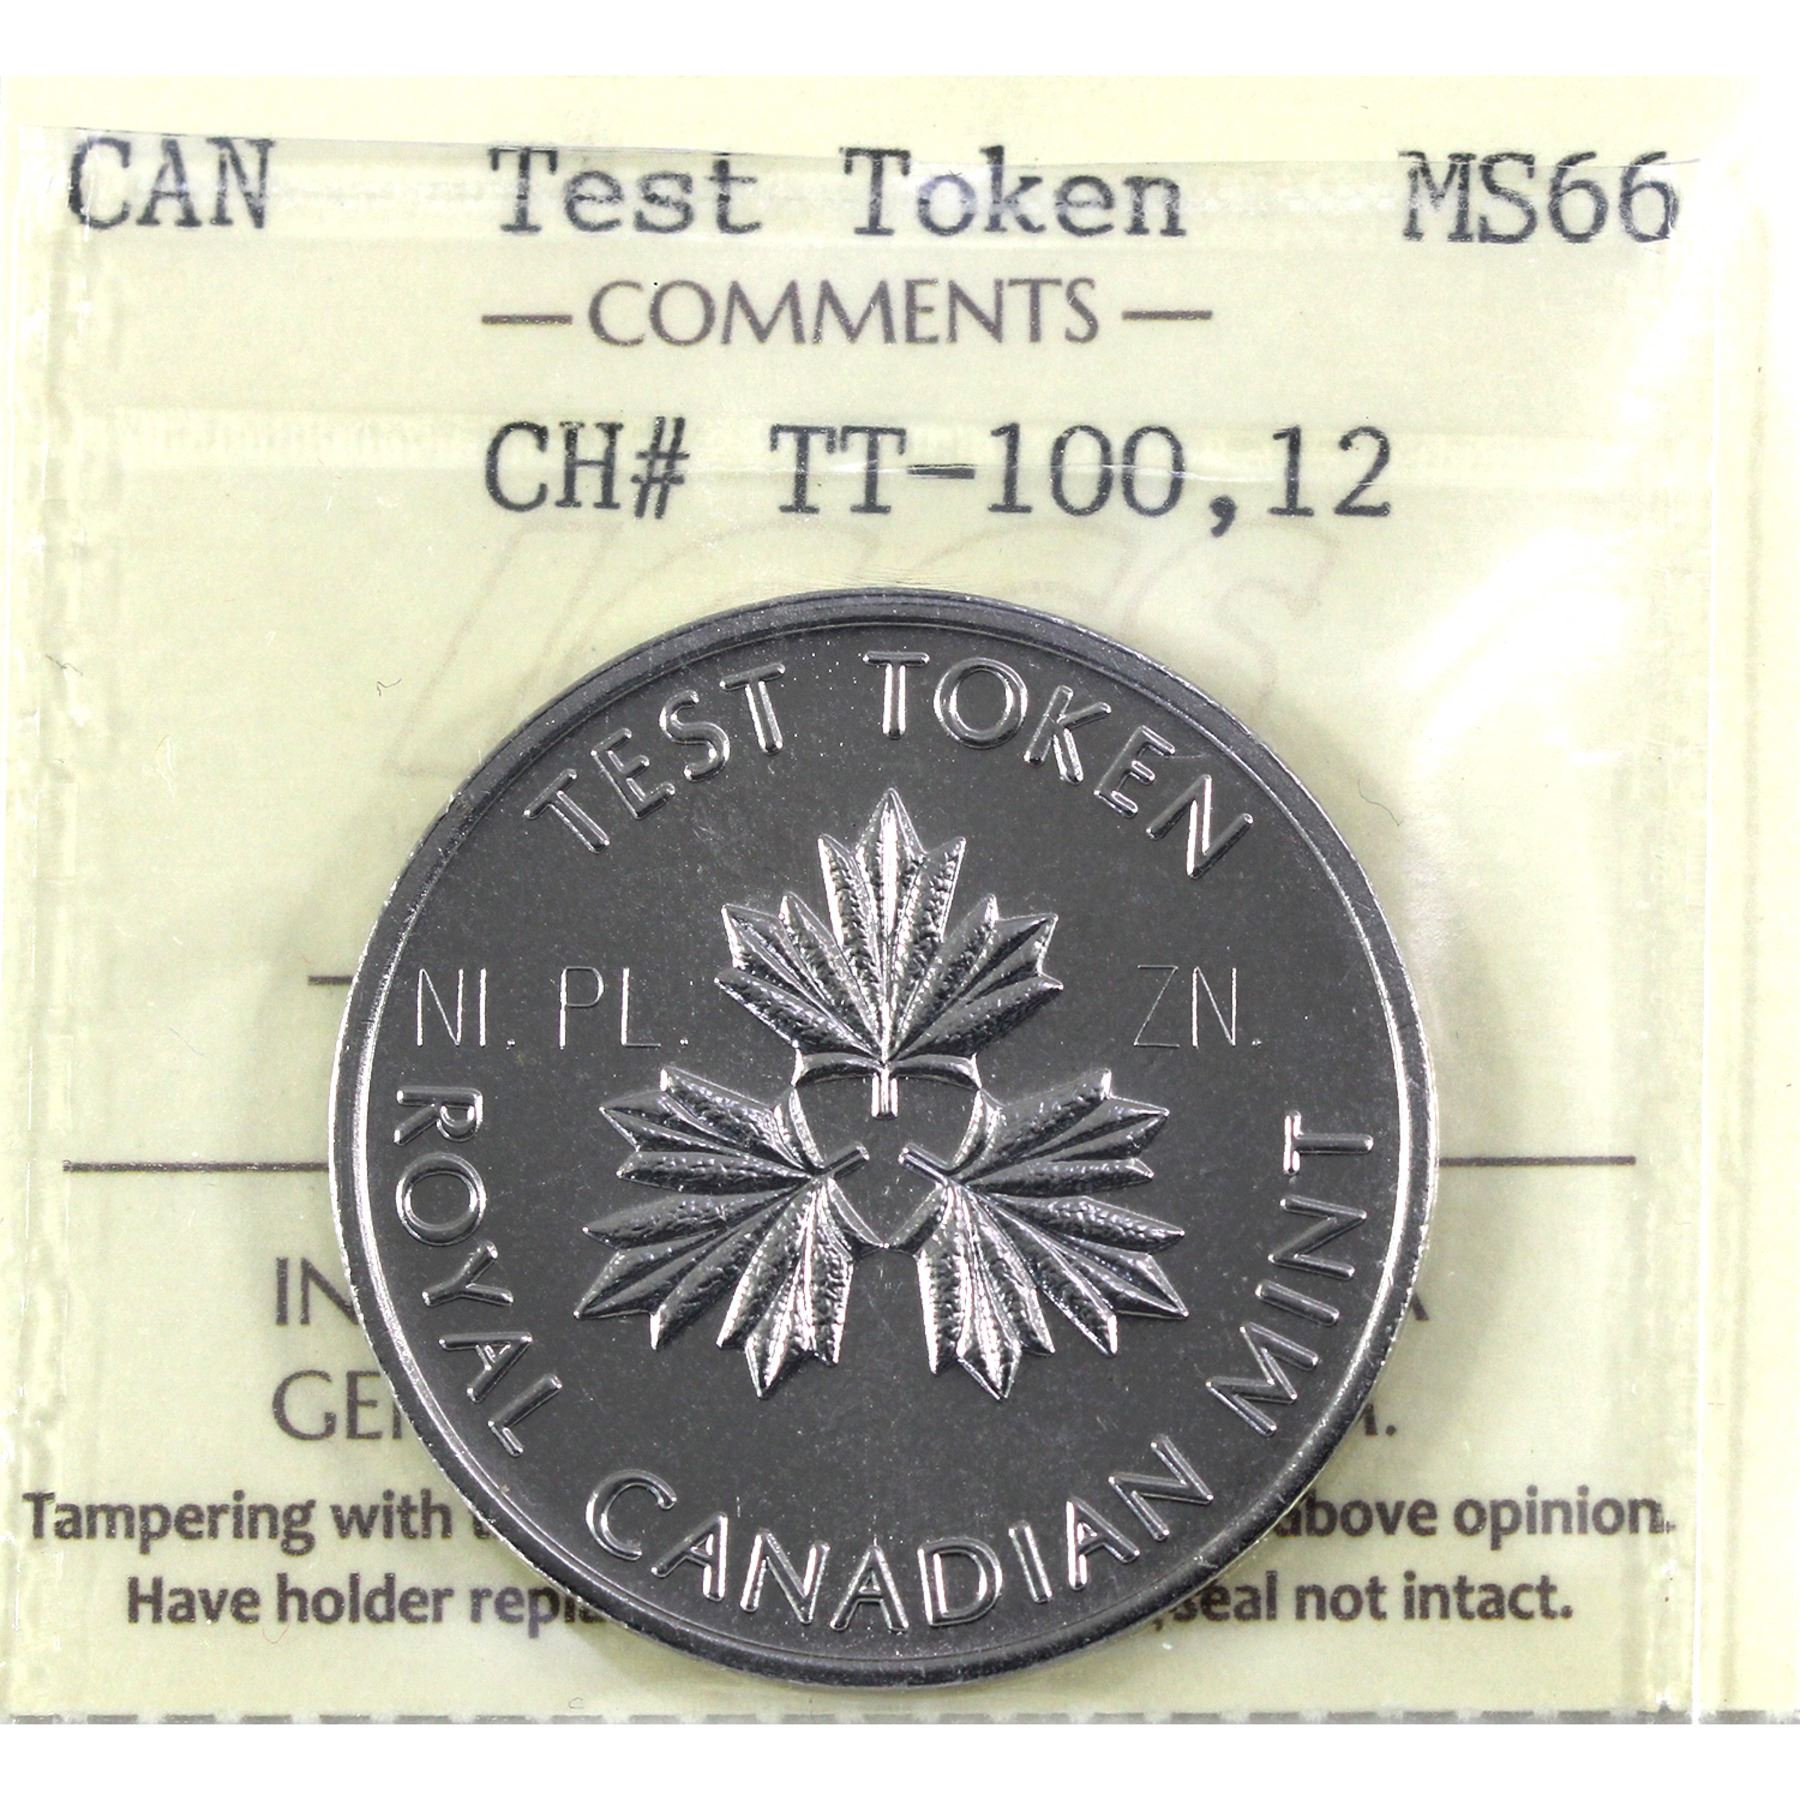 CAN Test Token MS66
COMMENTS
CH# TT-100,12
TEST TOKEN
NI. PL. ZN.
ROYAL CANADIAN MINT
Tampering with above opinion.
Have holder seal not intact.